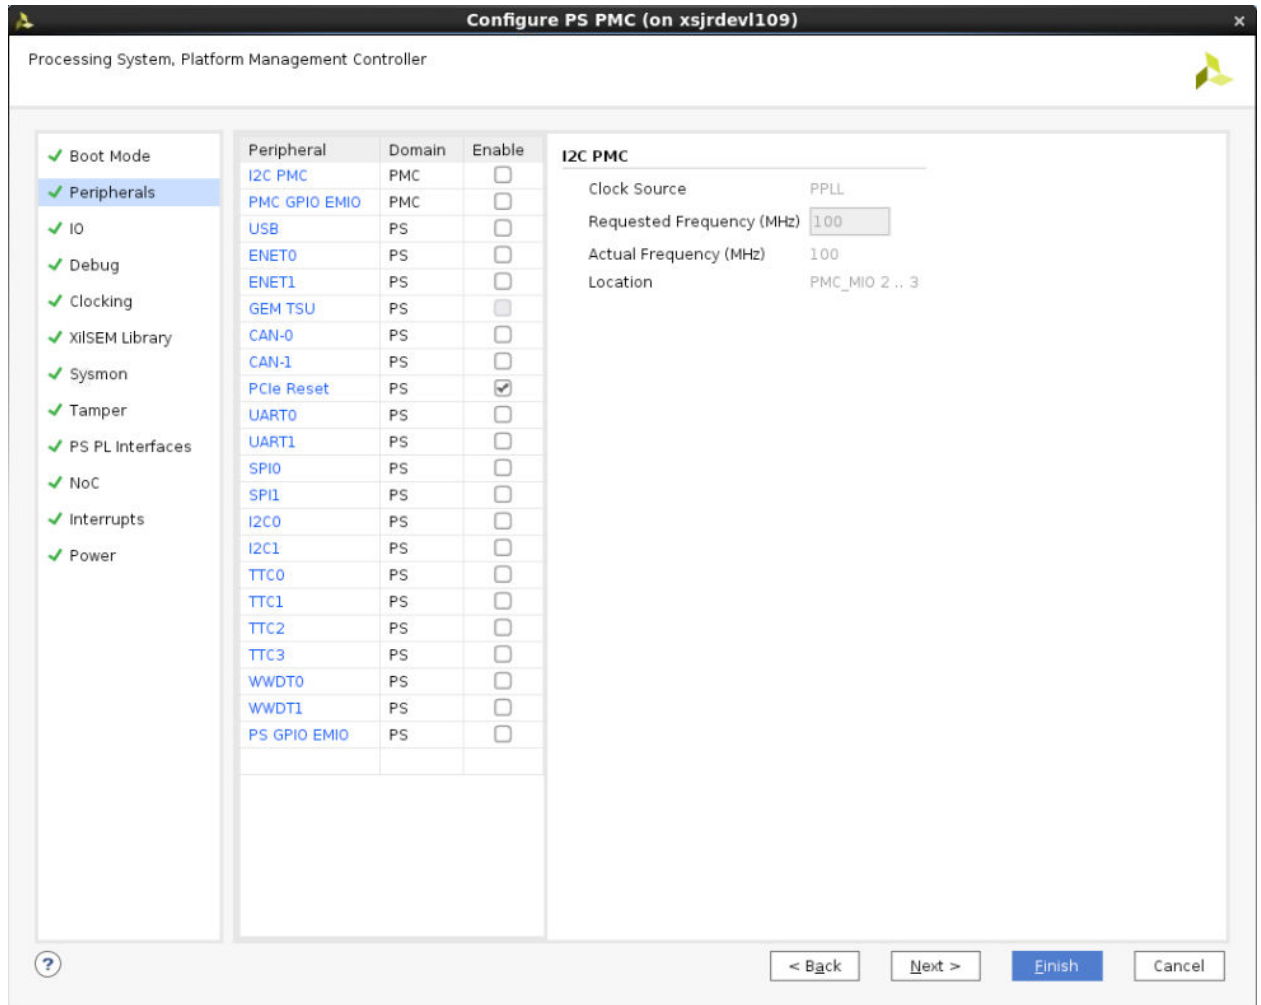 Configure PS PMC (on xsjrdevl109)
Processing System, Platform Management Controller
Boot Mode
Peripherals
IO
Debug
Clocking
XilSEM Library
Sysmon
Tamper
PS PL Interfaces
NoC
Interrupts
Power
Peripheral Domain Enable
I2C PMC PMC
PMC GPIO EMIO PMC
USB PS
ENET0 PS
ENET1 PS
GEM TSU PS
CAN-0 PS
CAN-1 PS
PCIe Reset PS
UART0 PS
UART1 PS
SPI0 PS
SPI1 PS
I2C0 PS
I2C1 PS
TTC0 PS
TTC1 PS
TTC2 PS
TTC3 PS
WWDT0 PS
WWDT1 PS
PS GPIO EMIO PS
I2C PMC
Clock Source PPLL
Requested Frequency (MHz) 100
Actual Frequency (MHz) 100
Location PMC_MIO 2 .. 3
? < Back Next > Finish Cancel